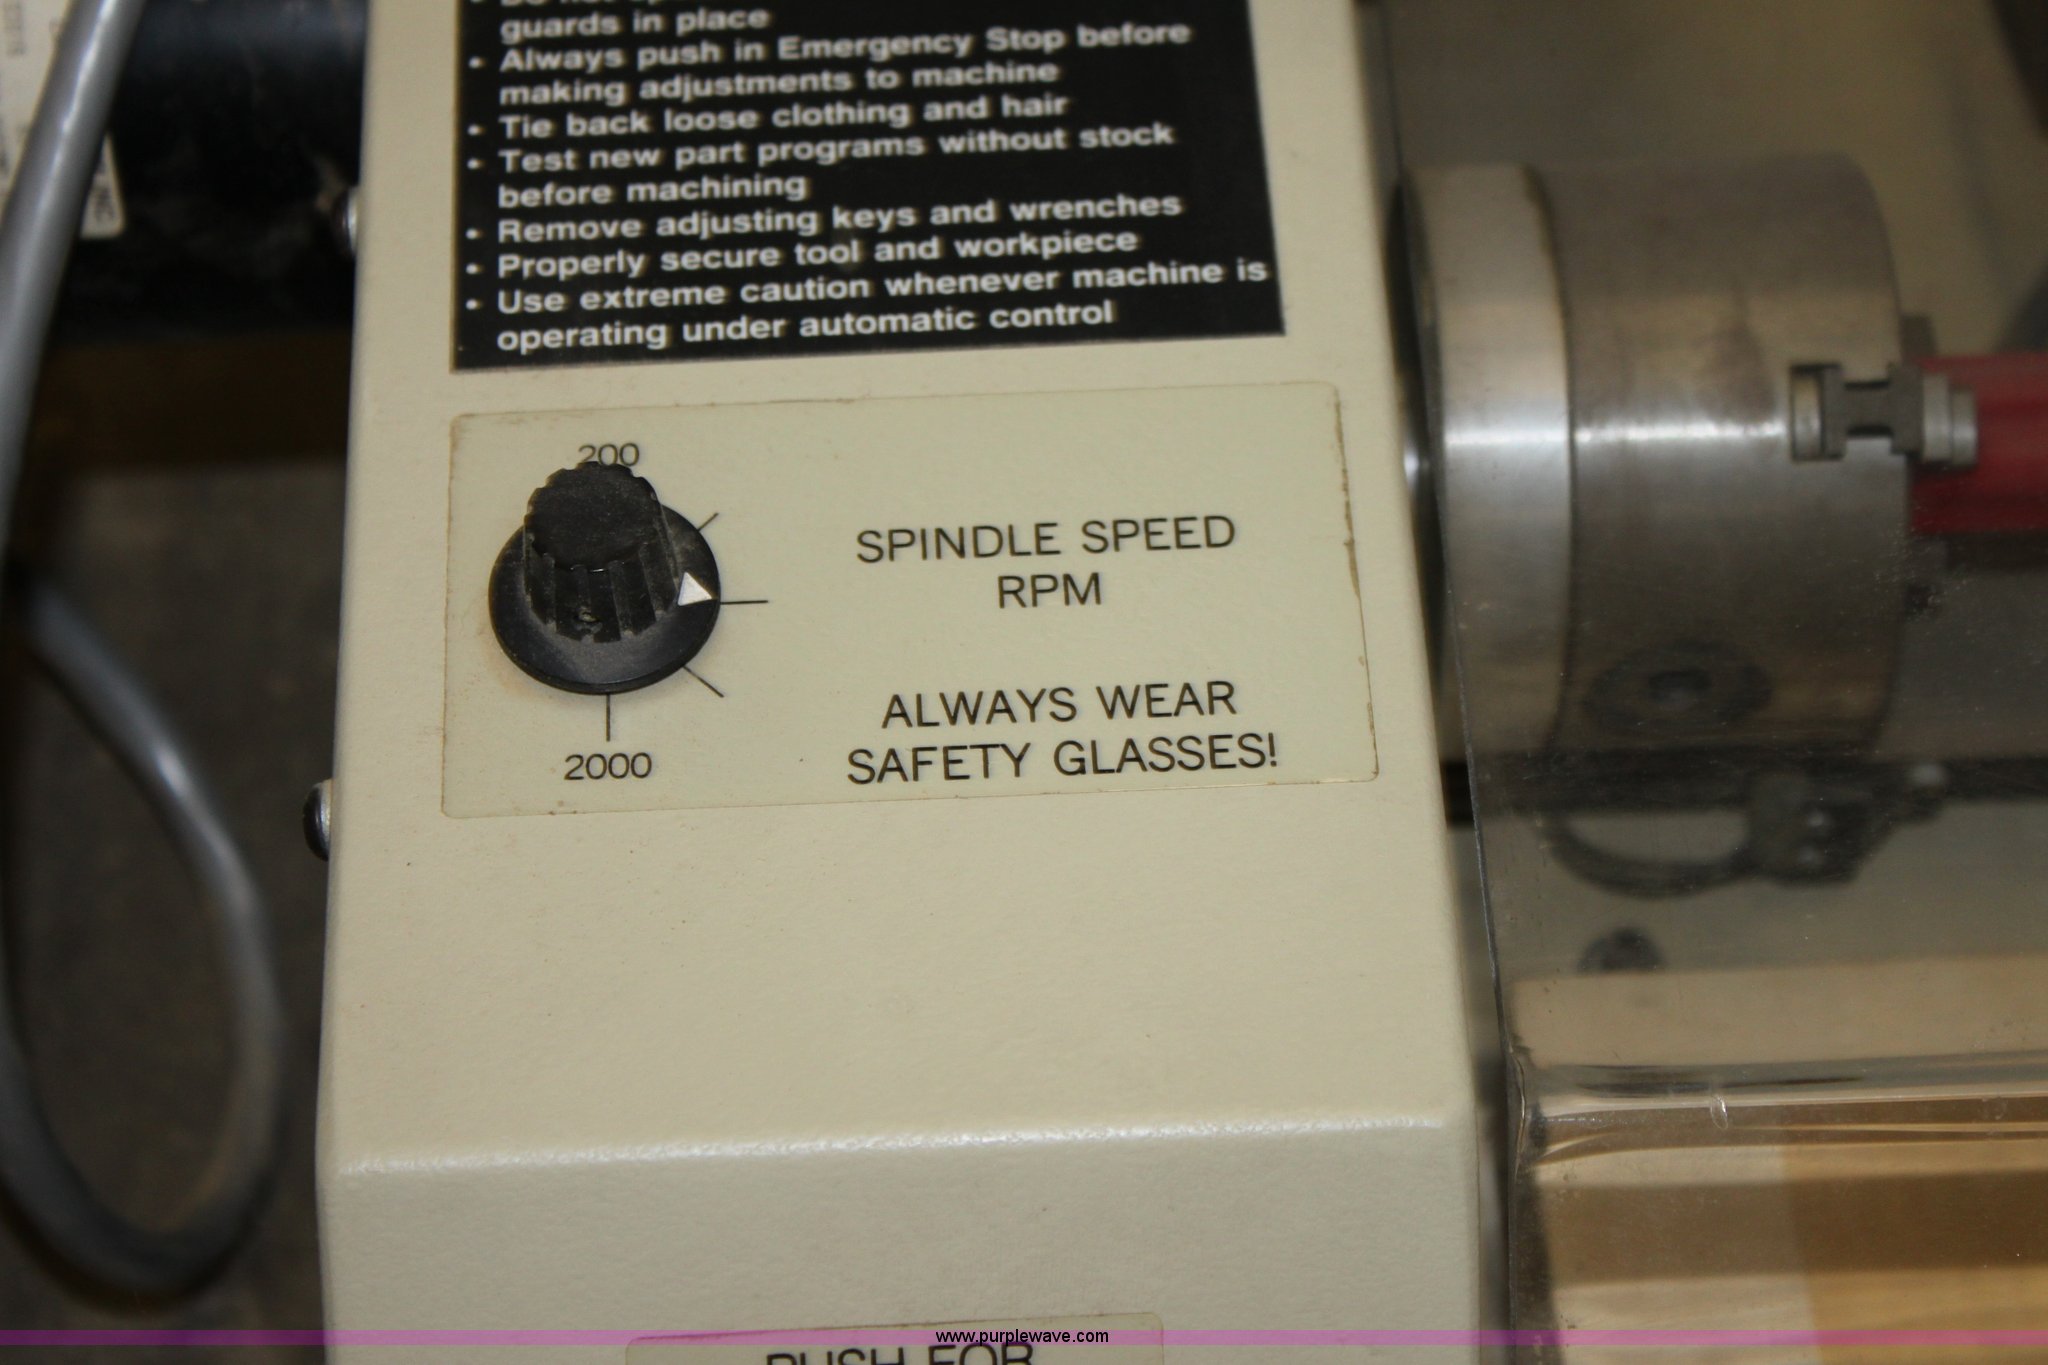 guards in place
• Always push in Emergency Stop before
making adjustments to machine
• Tie back loose clothing and hair
• Test new part programs without stock
before machining
• Remove adjusting keys and wrenches
• Properly secure tool and workpiece
• Use extreme caution whenever machine is
operating under automatic control
200
SPINDLE SPEED
RPM
2000
ALWAYS WEAR
SAFETY GLASSES!
PUSH FOR
www.purplewave.com